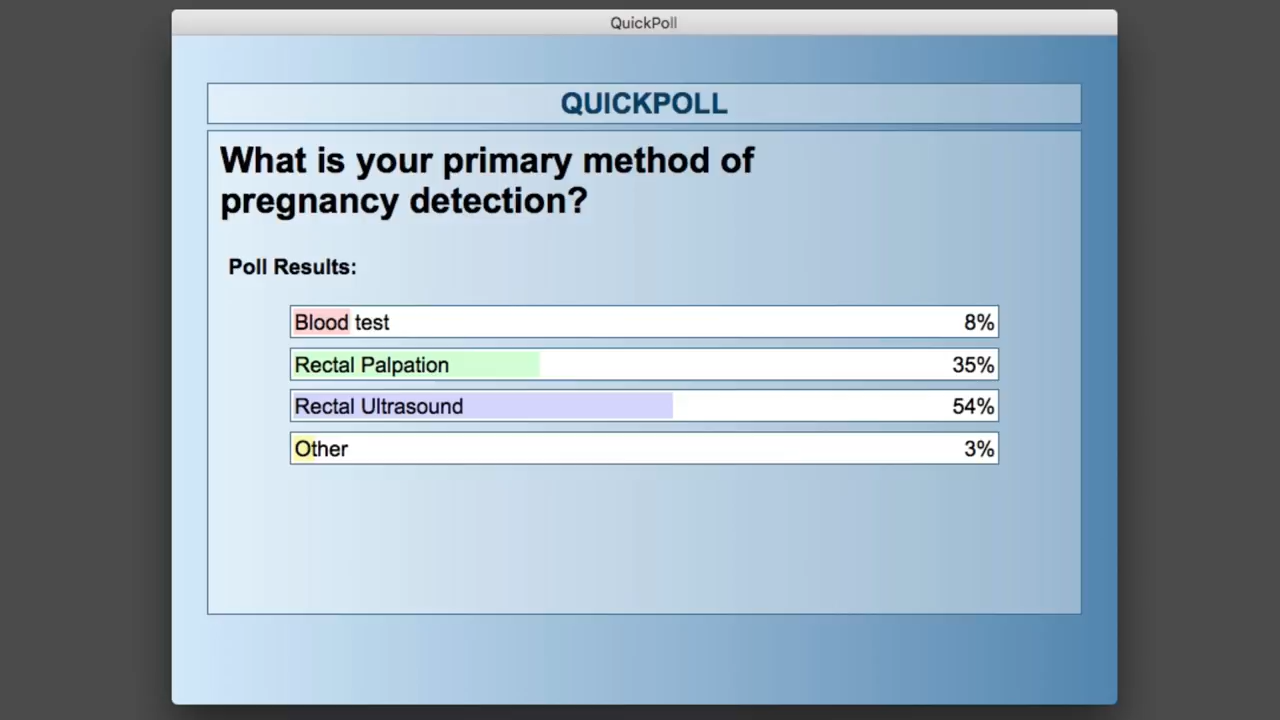 QuickPoll
QUICKPOLL
What is your primary method of
pregnancy detection?
Poll Results:
Blood test 8%
Rectal Palpation 35%
Rectal Ultrasound 54%
Other 3%